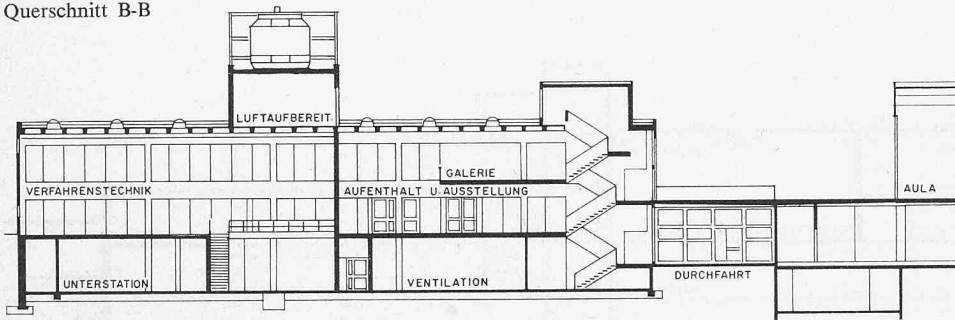 Querschnitt B-B
LUFTAUFBEREIT.
GALERIE
VERFAHRENSTECHNIK
AUFENTHALT U. AUSSTELLUNG
AULA
UNTERSTATION
VENTILATION
DURCHFAHRT